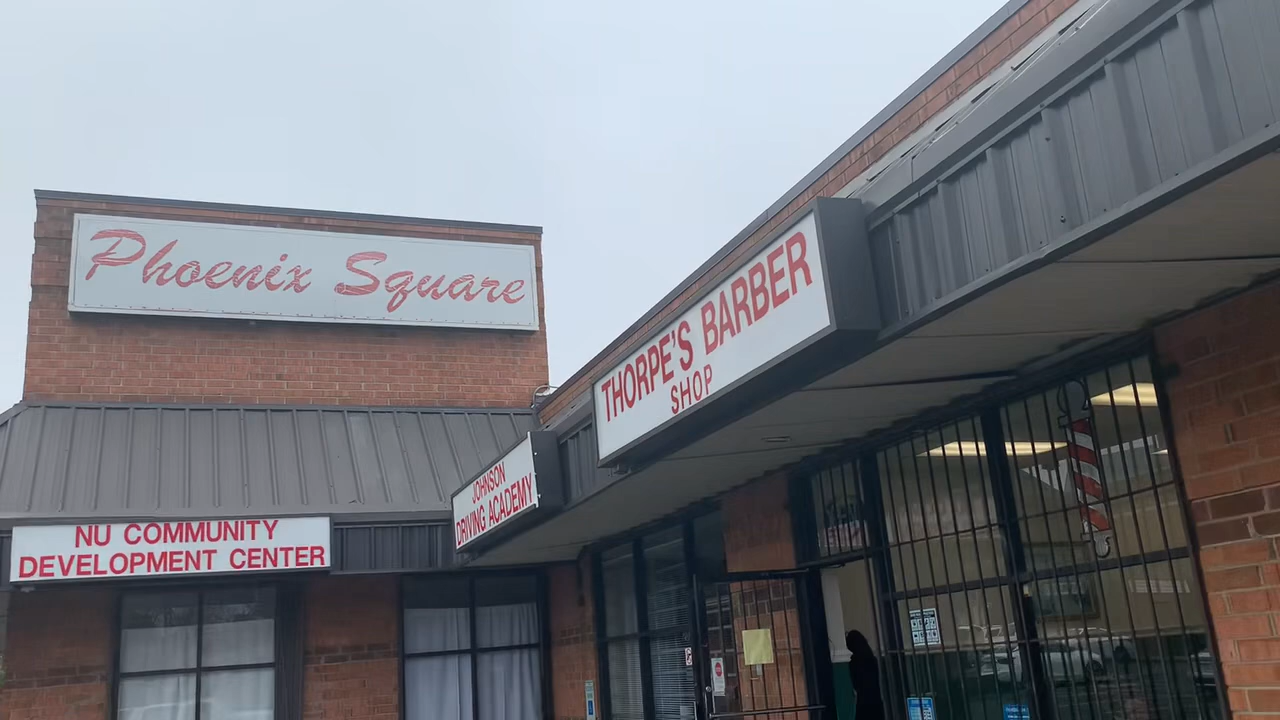 Phoenix Square
THORPE'S BARBER
SHOP
JOHNSON
DRIVING ACADEMY
NU COMMUNITY
DEVELOPMENT CENTER